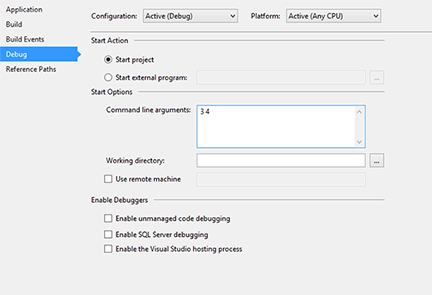 Application
Build
Build Events
Debug
Reference Paths
Configuration: Active (Debug) Platform: Active (Any CPU)
Start Action
Start project
Start external program: ...
Start Options
Command line arguments: 3 4
Working directory: ...
Use remote machine
Enable Debuggers
Enable unmanaged code debugging
Enable SQL Server debugging
Enable the Visual Studio hosting process